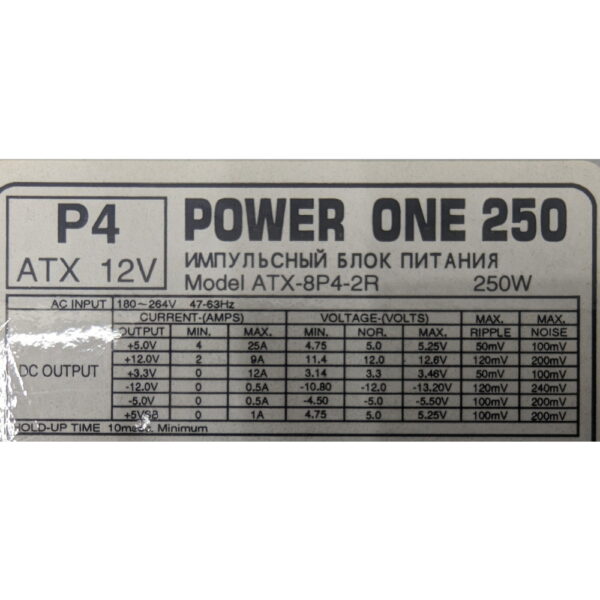 P4
ATX 12V
POWER ONE 250
ИМПУЛЬСНЫЙ БЛОК ПИТАНИЯ
Model ATX-8P4-2R 250W
AC INPUT 180~264V 47-63Hz
DC OUTPUT
CURRENT-(AMPS) VOLTAGE-(VOLTS) MAX. MAX.
OUTPUT MIN. MAX. MIN. NOR. MAX. RIPPLE NOISE
+5.0V 4 25A 4.75 5.0 5.25V 50mV 100mV
+12.0V 2 9A 11.4 12.0 12.6V 120mV 200mV
+3.3V 0 12A 3.14 3.3 3.46V 50mV 100mV
-12.0V 0 0.5A -10.80 -12.0 -13.20V 120mV 240mV
-5.0V 0 0.5A -4.50 -5.0 -5.50V 100mV 200mV
+5VSB 0 1A 4.75 5.0 5.25V 100mV 200mV
HOLD-UP TIME 10msec. Minimum